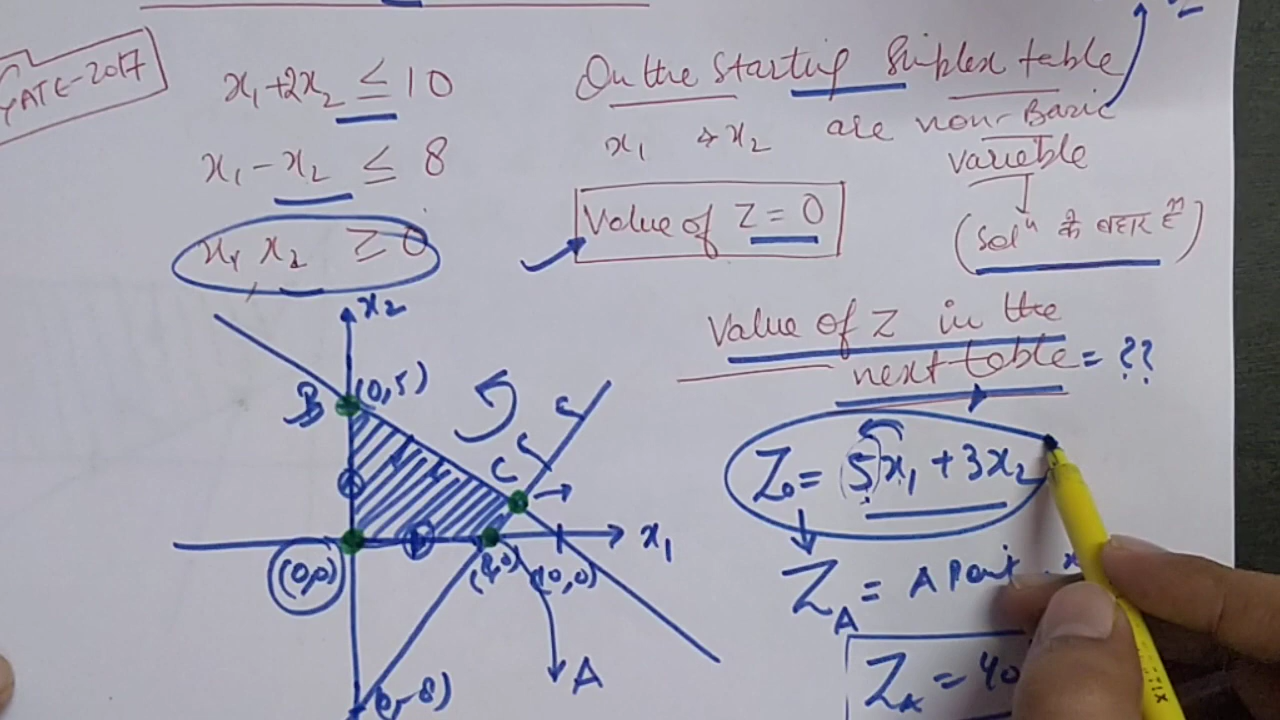 GATE-2017
x₁+2x₂ ≤ 10
x₁-x₂ ≤ 8
x₁, x₂ ≥ 0
On the starting Simplex table
x₁ & x₂ are non-Basic
variable
(Solⁿ के बाहर हैं)
Value of Z = 0
Value of Z in the
next table = ??
Z₀ = 5x₁ + 3x₂
Z_A = A Point
Z_A = 40
x₂
B (0,5)
C
(0,0)
(8,0) (10,0)
x₁
A
(0,-8)